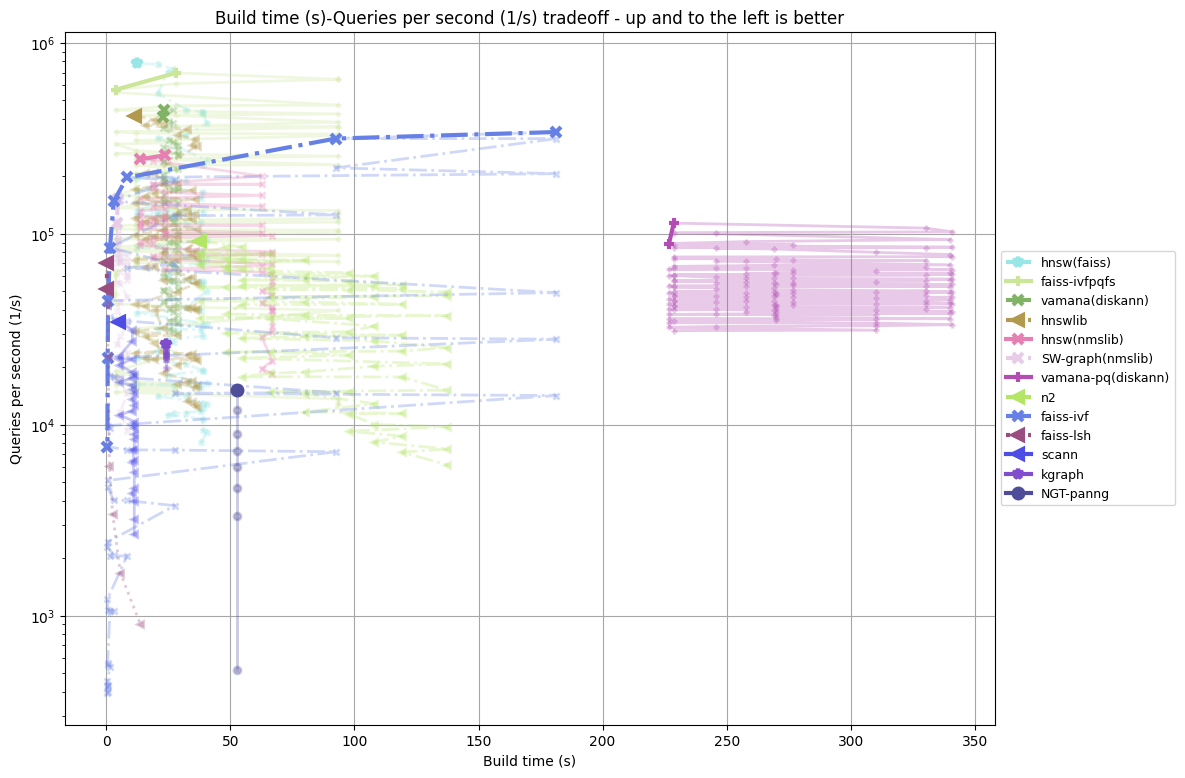 Build time (s)-Queries per second (1/s) tradeoff - up and to the left is better
Queries per second (1/s)
10^6
10^5
10^4
10^3
0 50 100 150 200 250 300 350
Build time (s)
hnsw(faiss)
faiss-ivfpqfs
vamana(diskann)
hnswlib
hnsw(nmslib)
SW-graph(nmslib)
vamana-pq(diskann)
n2
faiss-ivf
faiss-lsh
scann
kgraph
NGT-panng